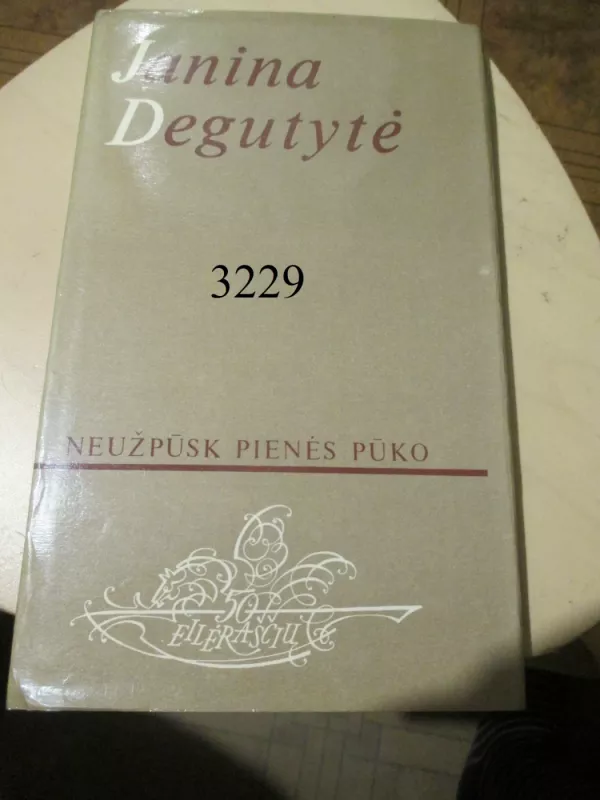 Janina
Degutytė
3229
NEUŽPŪSK PIENĖS PŪKO
50
EILĖRAŠČIŲ